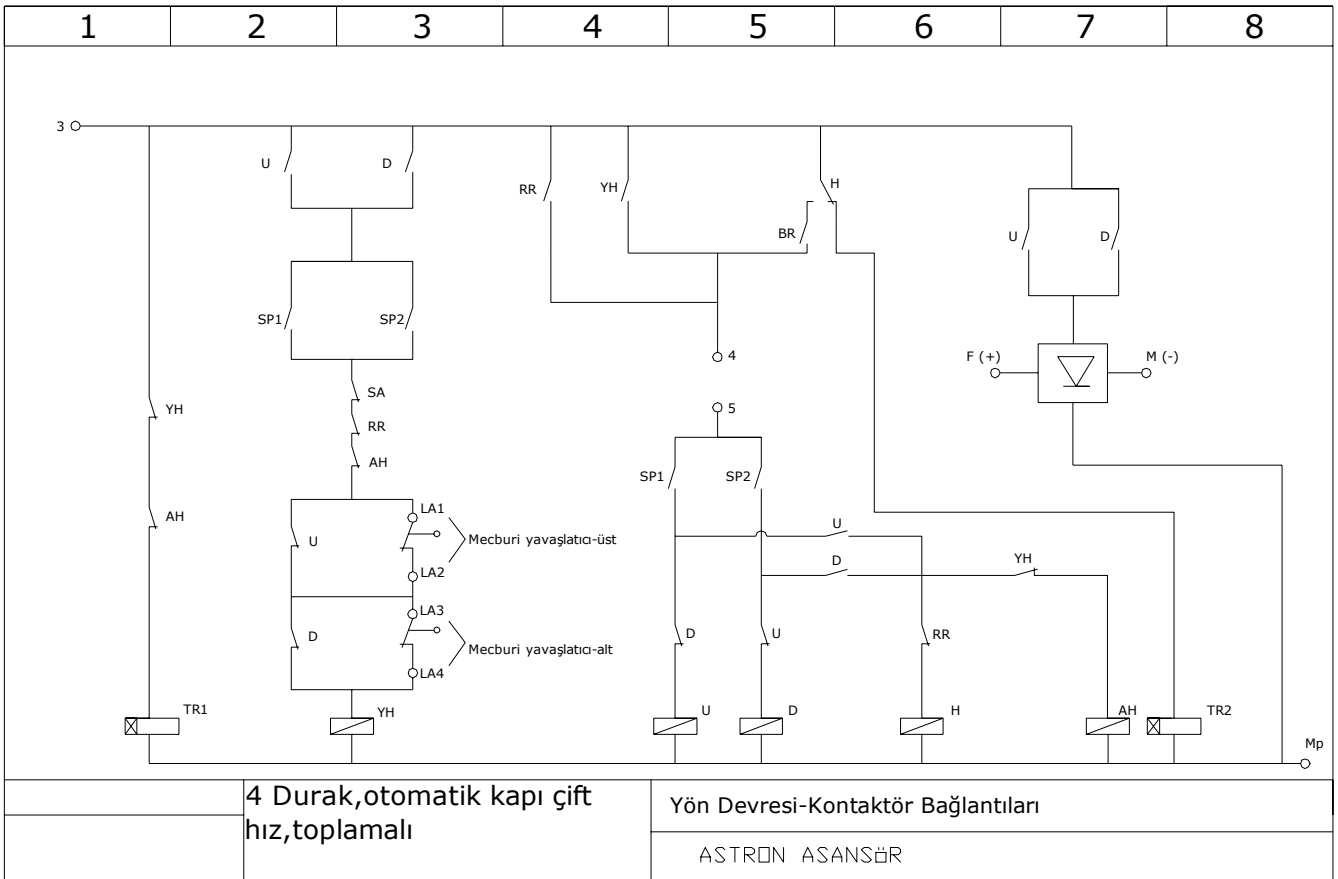 1 2 3 4 5 6 7 8
3
U D RR YH H
BR U D
SP1 SP2
4 F (+) M (-)
SA
YH RR 5
AH
SP1 SP2
LA1
AH U Mecburi yavaşlatıcı-üst U
LA2 D YH
LA3
D Mecburi yavaşlatıcı-alt D U RR
LA4
TR1 YH U D H AH TR2
Mp
4 Durak,otomatik kapı çift
hız,toplamalı
Yön Devresi-Kontaktör Bağlantıları
ASTRON ASANSöR